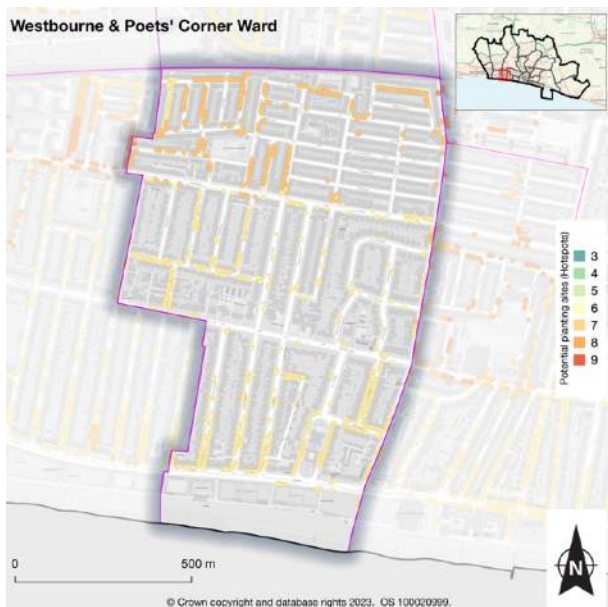 Westbourne & Poets' Corner Ward
Potential planting sites (Hotspots)
3
4
5
6
7
8
9
0 500 m
N
© Crown copyright and database rights 2023. OS 100020999.